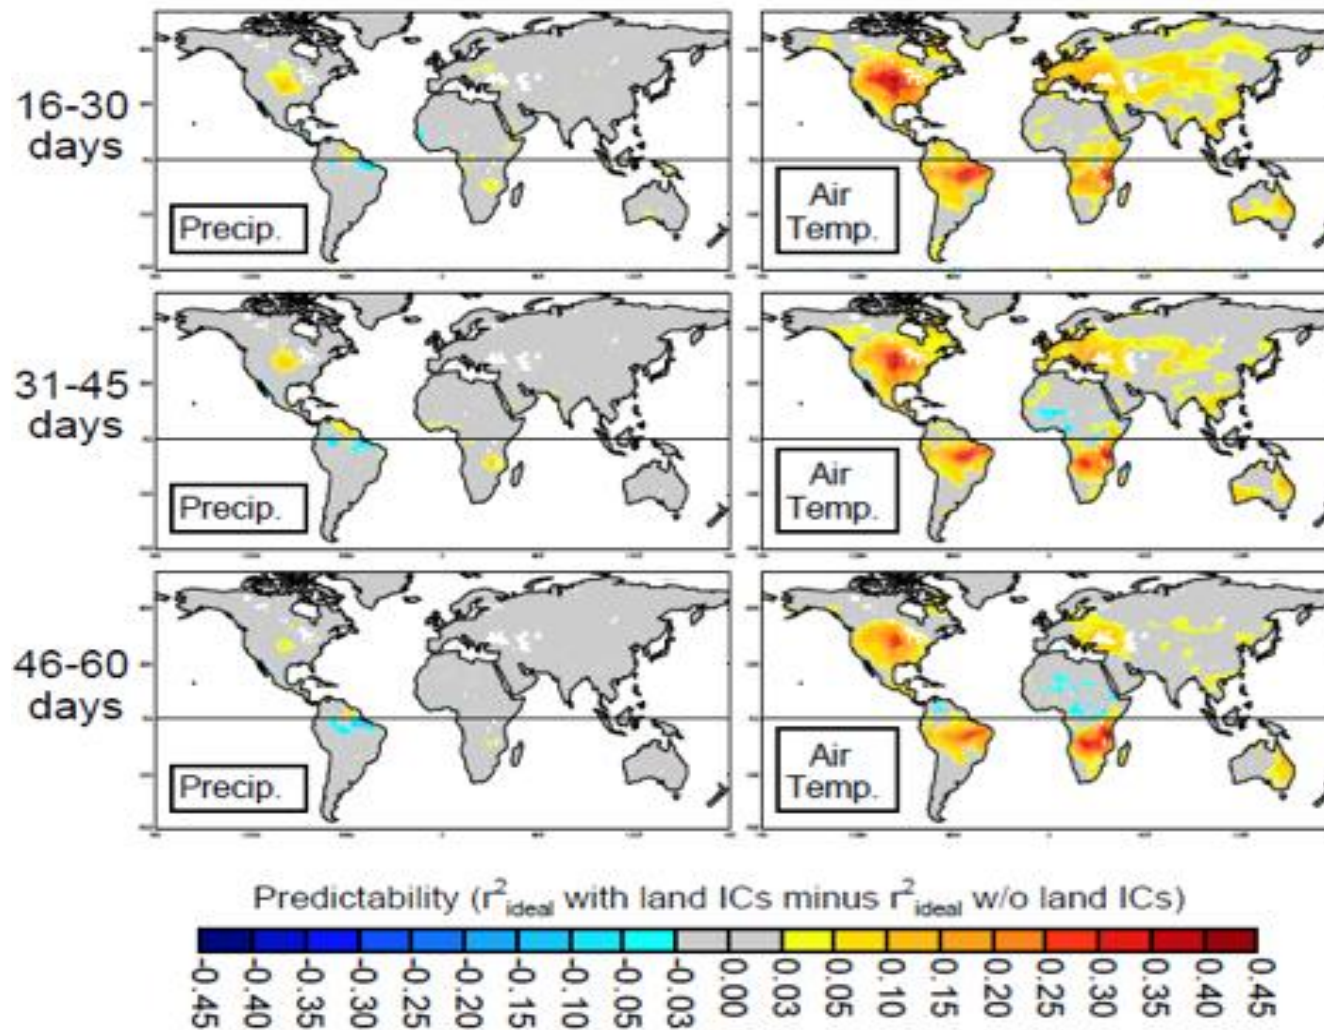 16-30
days
Precip.
Air
Temp.
31-45
days
Precip.
Air
Temp.
46-60
days
Precip.
Air
Temp.
Predictability (r²ideal with land ICs minus r²ideal w/o land ICs)
-0.45
-0.40
-0.35
-0.30
-0.25
-0.20
-0.15
-0.10
-0.05
-0.03
0.00
0.03
0.05
0.10
0.15
0.20
0.25
0.30
0.35
0.40
0.45